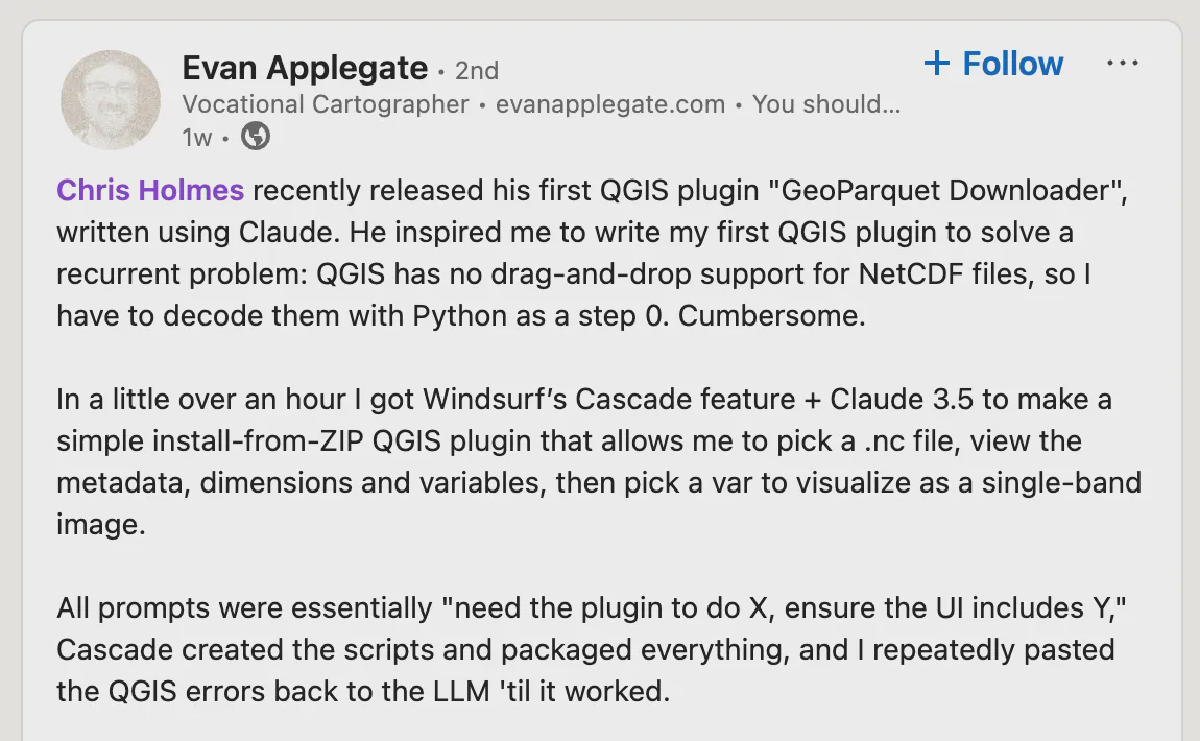 Evan Applegate · 2nd
+ Follow ...
Vocational Cartographer • evanapplegate.com • You should...
1w •
Chris Holmes recently released his first QGIS plugin "GeoParquet Downloader",
written using Claude. He inspired me to write my first QGIS plugin to solve a
recurrent problem: QGIS has no drag-and-drop support for NetCDF files, so I
have to decode them with Python as a step 0. Cumbersome.
In a little over an hour I got Windsurf’s Cascade feature + Claude 3.5 to make a
simple install-from-ZIP QGIS plugin that allows me to pick a .nc file, view the
metadata, dimensions and variables, then pick a var to visualize as a single-band
image.
All prompts were essentially "need the plugin to do X, ensure the UI includes Y,"
Cascade created the scripts and packaged everything, and I repeatedly pasted
the QGIS errors back to the LLM 'til it worked.